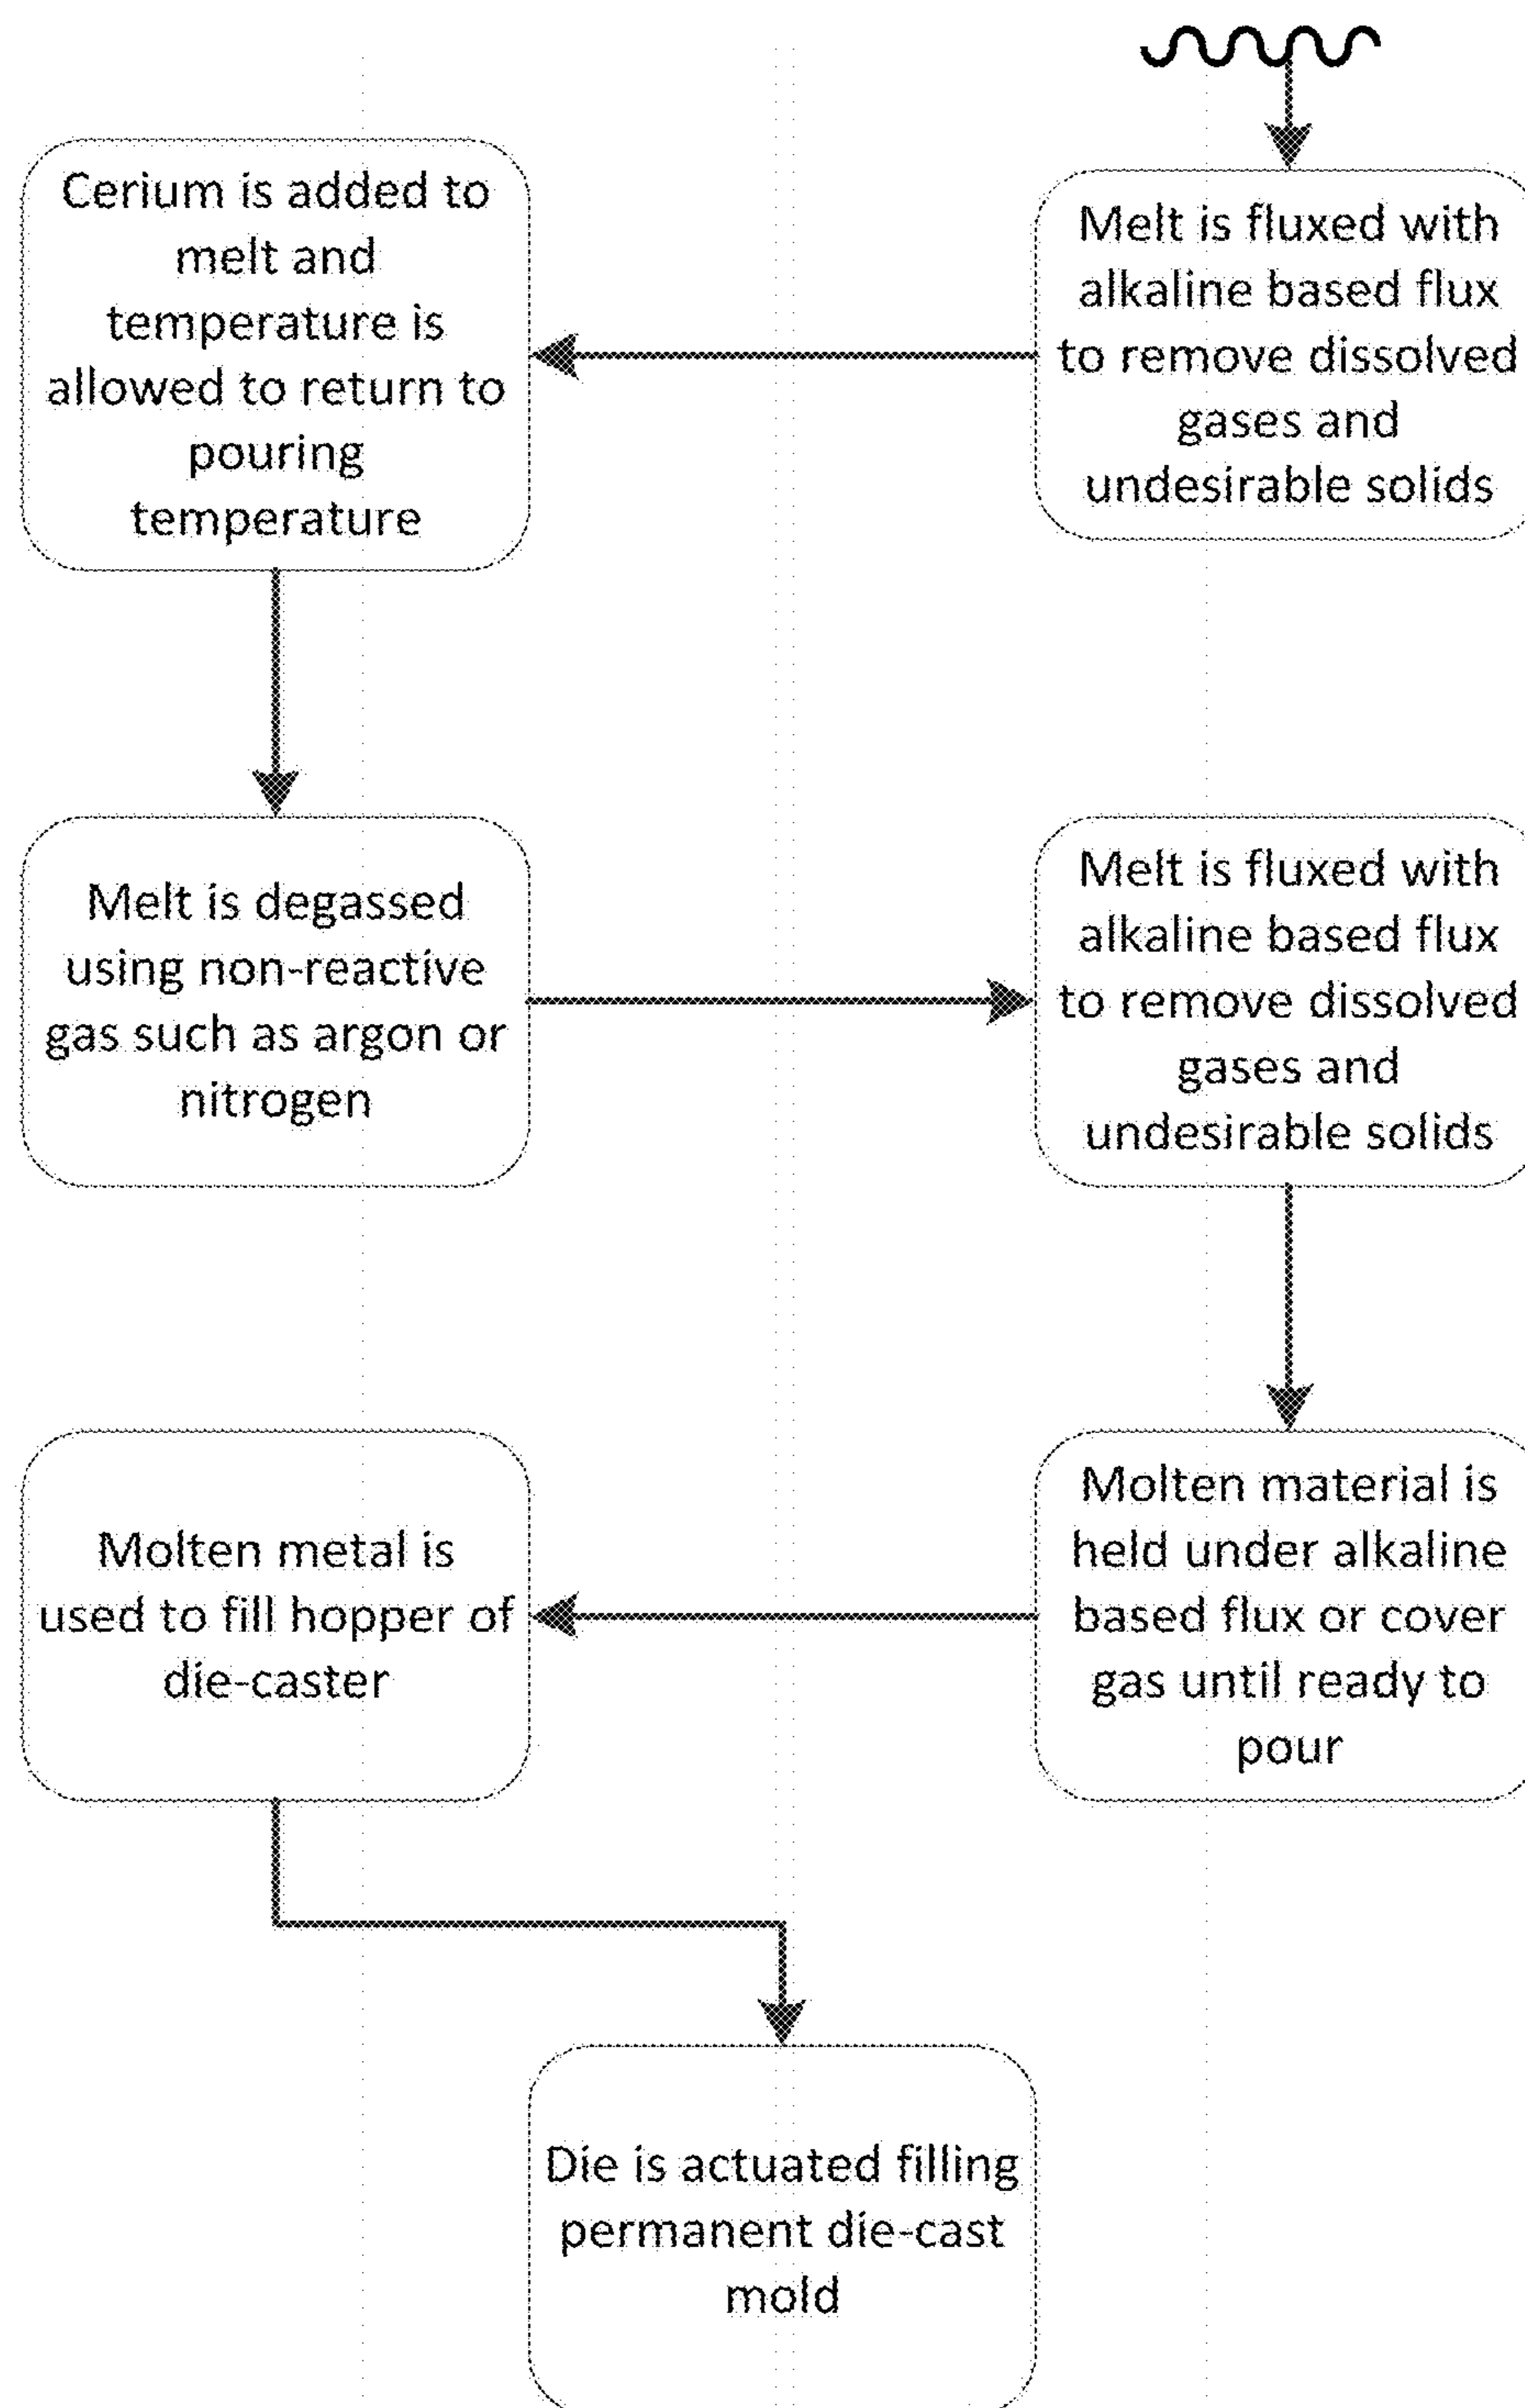 Melt is fluxed with
alkaline based flux
to remove dissolved
gases and
undesirable solids
Cerium is added to
melt and
temperature is
allowed to return to
pouring
temperature
Melt is degassed
using non-reactive
gas such as argon or
nitrogen
Melt is fluxed with
alkaline based flux
to remove dissolved
gases and
undesirable solids
Molten material is
held under alkaline
based flux or cover
gas until ready to
pour
Molten metal is
used to fill hopper of
die-caster
Die is actuated filling
permanent die-cast
mold